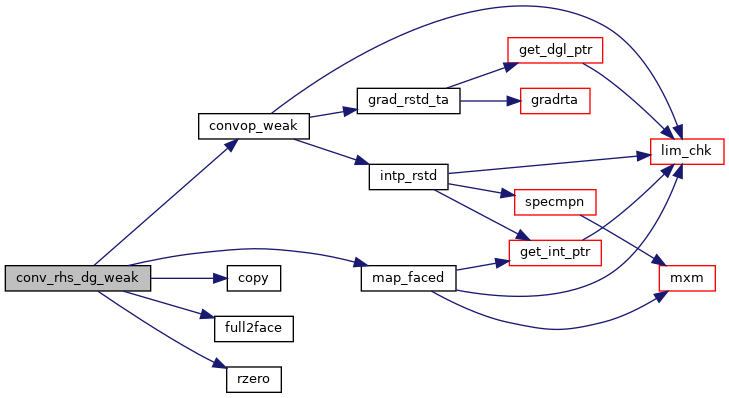 get_dgl_ptr
grad_rstd_ta
gradrta
convop_weak
lim_chk
intp_rstd
specmpn
get_int_ptr
conv_rhs_dg_weak
copy
map_faced
mxm
full2face
rzero